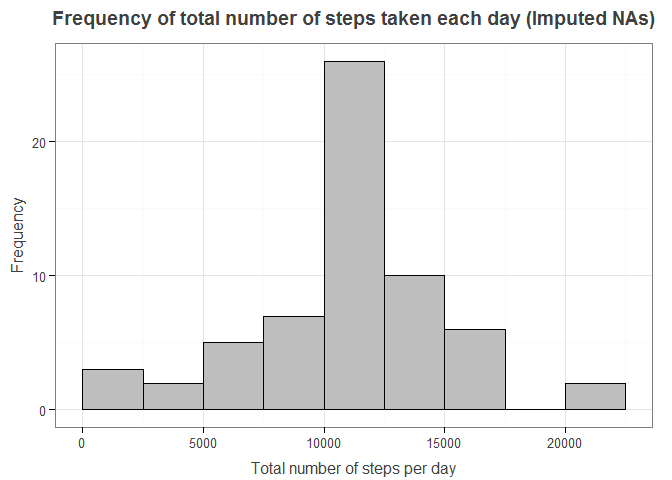 Frequency of total number of steps taken each day (Imputed NAs)
20
10
0
Frequency
0 5000 10000 15000 20000
Total number of steps per day